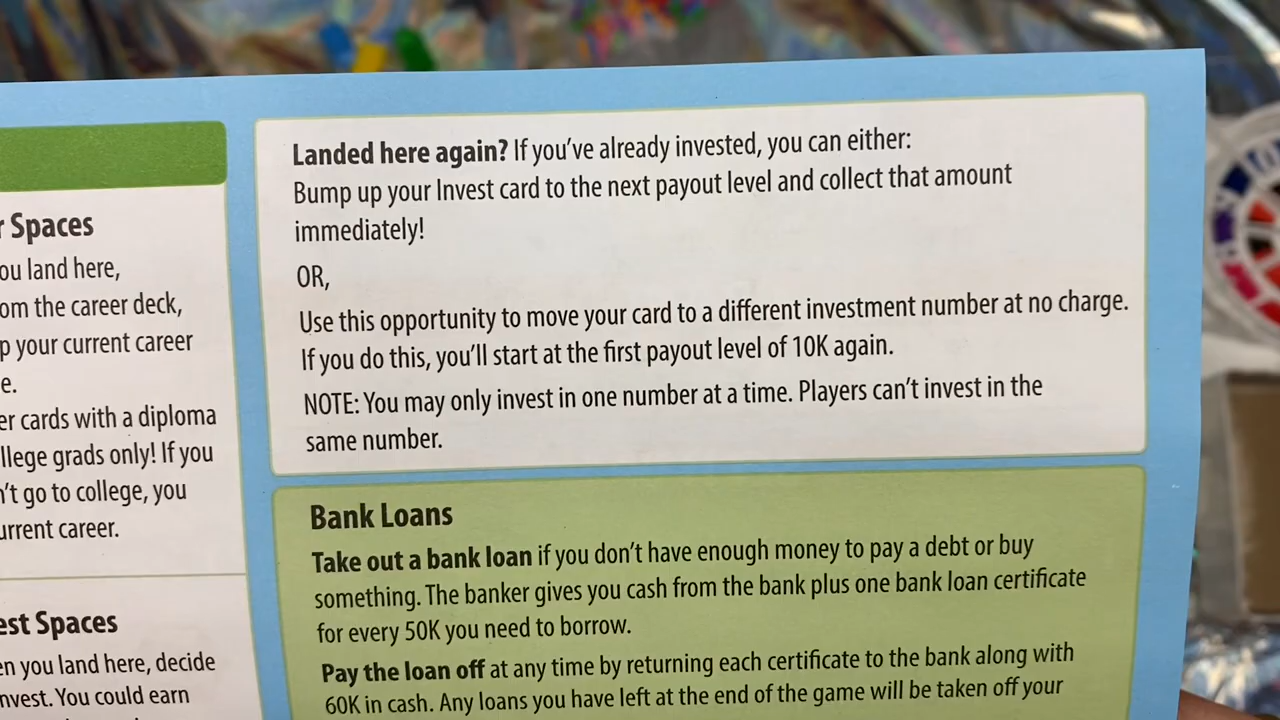 r Spaces
ou land here,
om the career deck,
p your current career
e.
er cards with a diploma
llege grads only! If you
n't go to college, you
urrent career.
est Spaces
en you land here, decide
nvest. You could earn
Landed here again? If you've already invested, you can either:
Bump up your Invest card to the next payout level and collect that amount
immediately!
OR,
Use this opportunity to move your card to a different investment number at no charge.
If you do this, you'll start at the first payout level of 10K again.
NOTE: You may only invest in one number at a time. Players can't invest in the
same number.
Bank Loans
Take out a bank loan if you don't have enough money to pay a debt or buy
something. The banker gives you cash from the bank plus one bank loan certificate
for every 50K you need to borrow.
Pay the loan off at any time by returning each certificate to the bank along with
60K in cash. Any loans you have left at the end of the game will be taken off your